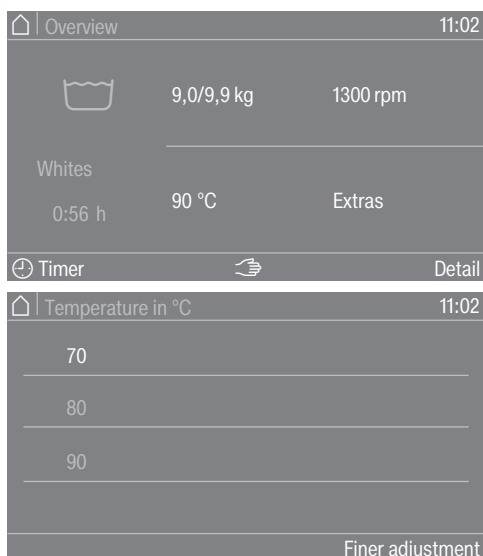 Overview 11:02
9,0/9,9 kg 1300 rpm
Whites
0:56 h
90 °C Extras
Timer Detail
Temperature in °C 11:02
70
80
90
Finer adjustment